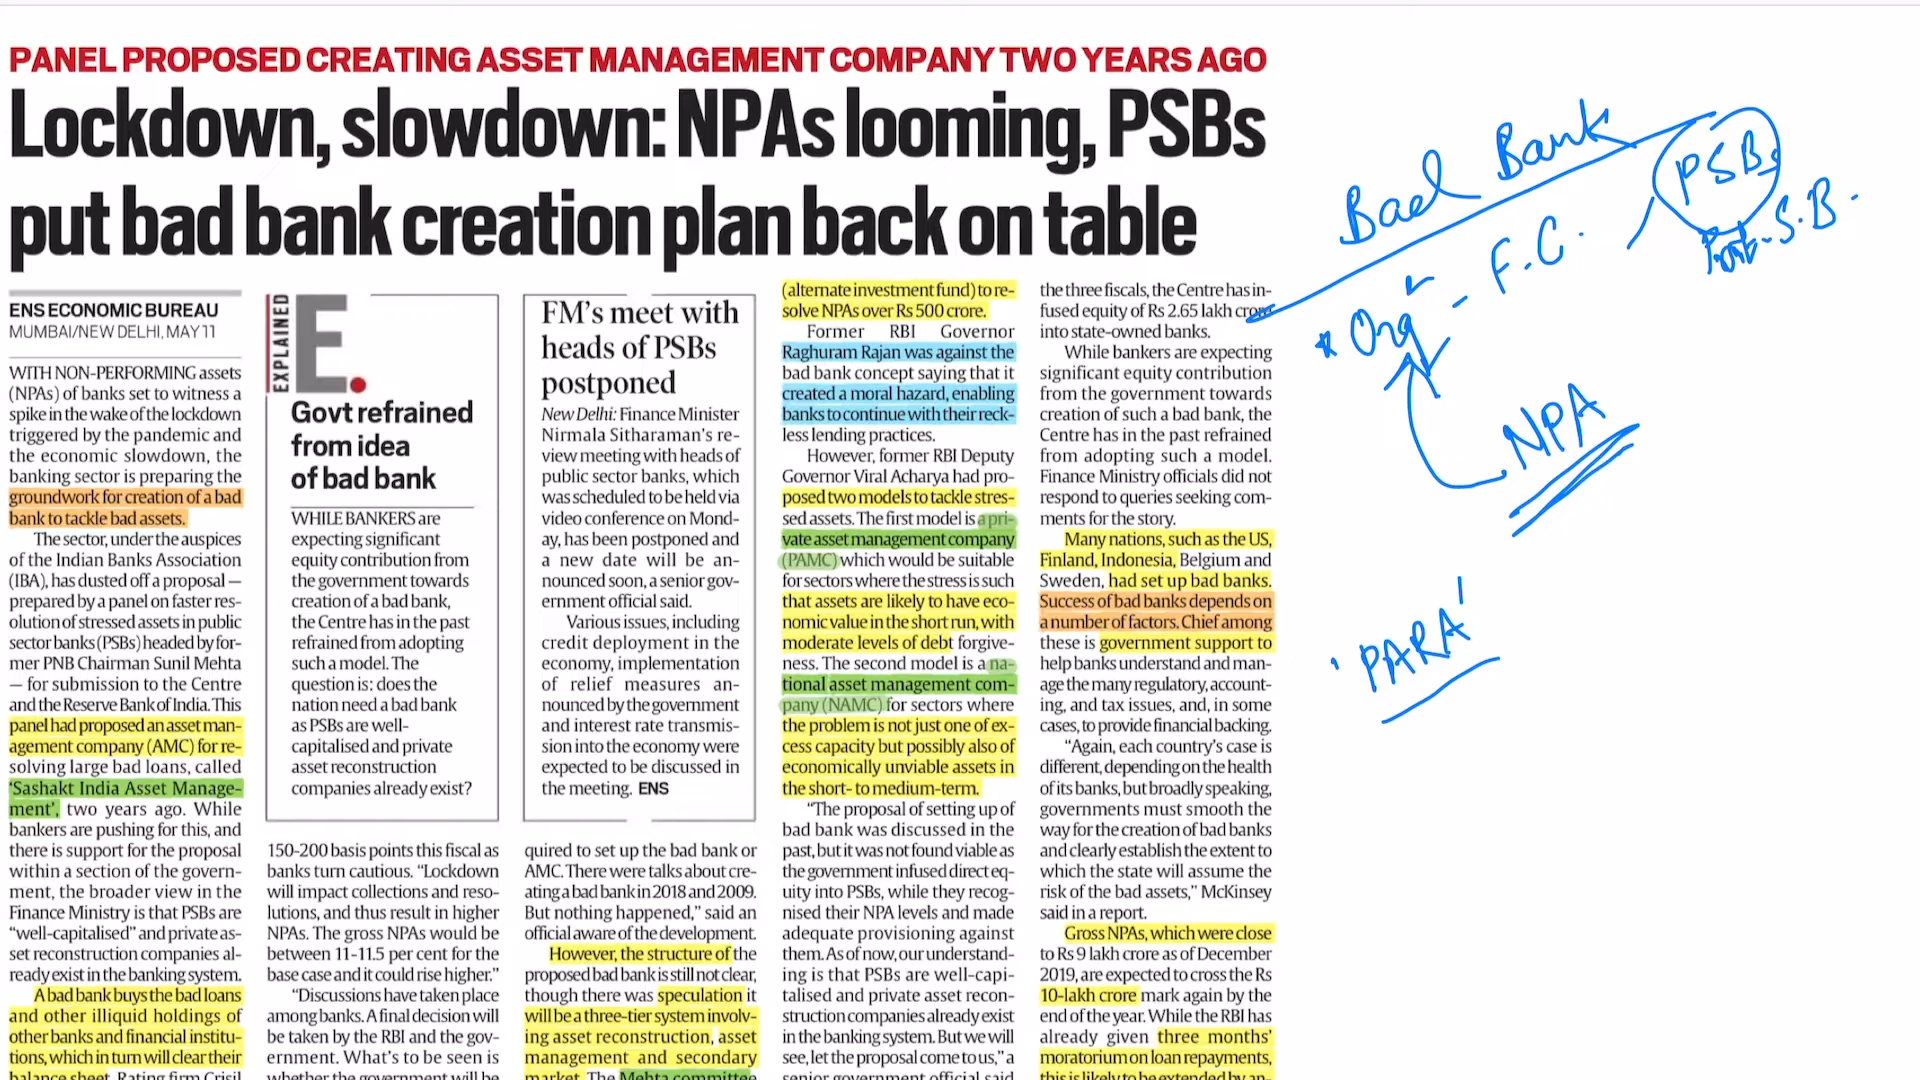 PANEL PROPOSED CREATING ASSET MANAGEMENT COMPANY TWO YEARS AGO
Lockdown, slowdown: NPAs looming, PSBs
put bad bank creation plan back on table
ENS ECONOMIC BUREAU
MUMBAI/NEW DELHI, MAY 11
WITH NON-PERFORMING assets
(NPAs) of banks set to witness a
spike in the wake of the lockdown
triggered by the pandemic and
the economic slowdown, the
banking sector is preparing the
groundwork for creation of a bad
bank to tackle bad assets.
The sector, under the auspices
of the Indian Banks Association
(IBA), has dusted off a proposal —
prepared by a panel on faster res-
olution of stressed assets in public
sector banks (PSBs) headed by for-
mer PNB Chairman Sunil Mehta
— for submission to the Centre
and the Reserve Bank of India. This
panel had proposed an asset man-
agement company (AMC) for re-
solving large bad loans, called
'Sashakt India Asset Manage-
ment', two years ago. While
bankers are pushing for this, and
there is support for the proposal
within a section of the govern-
ment, the broader view in the
Finance Ministry is that PSBs are
"well-capitalised" and private as-
set reconstruction companies al-
ready exist in the banking system.
A bad bank buys the bad loans
and other illiquid holdings of
other banks and financial institu-
tions, which in turn will clear their
balance sheet. Rating firm Crisil
EXPLAINED
E.
Govt refrained
from idea
of bad bank
WHILE BANKERS are
expecting significant
equity contribution from
the government towards
creation of a bad bank,
the Centre has in the past
refrained from adopting
such a model. The
question is: does the
nation need a bad bank
as PSBs are well-
capitalised and private
asset reconstruction
companies already exist?
150-200 basis points this fiscal as
banks turn cautious. "Lockdown
will impact collections and reso-
lutions, and thus result in higher
NPAs. The gross NPAs would be
between 11-11.5 per cent for the
base case and it could rise higher."
"Discussions have taken place
among banks. A final decision will
be taken by the RBI and the gov-
ernment. What's to be seen is
whether the government will be
FM's meet with
heads of PSBs
postponed
New Delhi: Finance Minister
Nirmala Sitharaman's re-
view meeting with heads of
public sector banks, which
was scheduled to be held via
video conference on Mond-
ay, has been postponed and
a new date will be an-
nounced soon, a senior gov-
ernment official said.
Various issues, including
credit deployment in the
economy, implementation
of relief measures an-
nounced by the government
and interest rate transmis-
sion into the economy were
expected to be discussed in
the meeting. ENS
quired to set up the bad bank or
AMC. There were talks about cre-
ating a bad bank in 2018 and 2009.
But nothing happened," said an
official aware of the development.
However, the structure of the
proposed bad bank is still not clear,
though there was speculation it
will be a three-tier system involv-
ing asset reconstruction, asset
management and secondary
market. The Mehta committee
(alternate investment fund) to re-
solve NPAs over Rs 500 crore.
Former RBI Governor
Raghuram Rajan was against the
bad bank concept saying that it
created a moral hazard, enabling
banks to continue with their reck-
less lending practices.
However, former RBI Deputy
Governor Viral Acharya had pro-
posed two models to tackle stres-
sed assets. The first model is a pri-
vate asset management company
(PAMC) which would be suitable
for sectors where the stress is such
that assets are likely to have eco-
nomic value in the short run, with
moderate levels of debt forgive-
ness. The second model is a na-
tional asset management com-
pany (NAMC) for sectors where
the problem is not just one of ex-
cess capacity but possibly also of
economically unviable assets in
the short- to medium-term.
"The proposal of setting up of
bad bank was discussed in the
past, but it was not found viable as
the government infused direct eq-
uity into PSBs, while they recog-
nised their NPA levels and made
adequate provisioning against
them. As of now, our understand-
ing is that PSBs are well-capi-
talised and private asset recon-
struction companies already exist
in the banking system. But we will
see, let the proposal come to us," a
senior government official said
the three fiscals, the Centre has in-
fused equity of Rs 2.65 lakh crore
into state-owned banks.
While bankers are expecting
significant equity contribution
from the government towards
creation of such a bad bank, the
Centre has in the past refrained
from adopting such a model.
Finance Ministry officials did not
respond to queries seeking com-
ments for the story.
Many nations, such as the US,
Finland, Indonesia, Belgium and
Sweden, had set up bad banks.
Success of bad banks depends on
a number of factors. Chief among
these is government support to
help banks understand and man-
age the many regulatory, account-
ing, and tax issues, and, in some
cases, to provide financial backing.
"Again, each country's case is
different, depending on the health
of its banks, but broadly speaking,
governments must smooth the
way for the creation of bad banks
and clearly establish the extent to
which the state will assume the
risk of the bad assets," McKinsey
said in a report.
Gross NPAs, which were close
to Rs 9 lakh crore as of December
2019, are expected to cross the Rs
10-lakh crore mark again by the
end of the year. While the RBI has
already given three months'
moratorium on loan repayments,
this is likely to be extended by an-
Bad Bank
PSBs
S.B.
* Org - F.C.
NPA
'PARA'